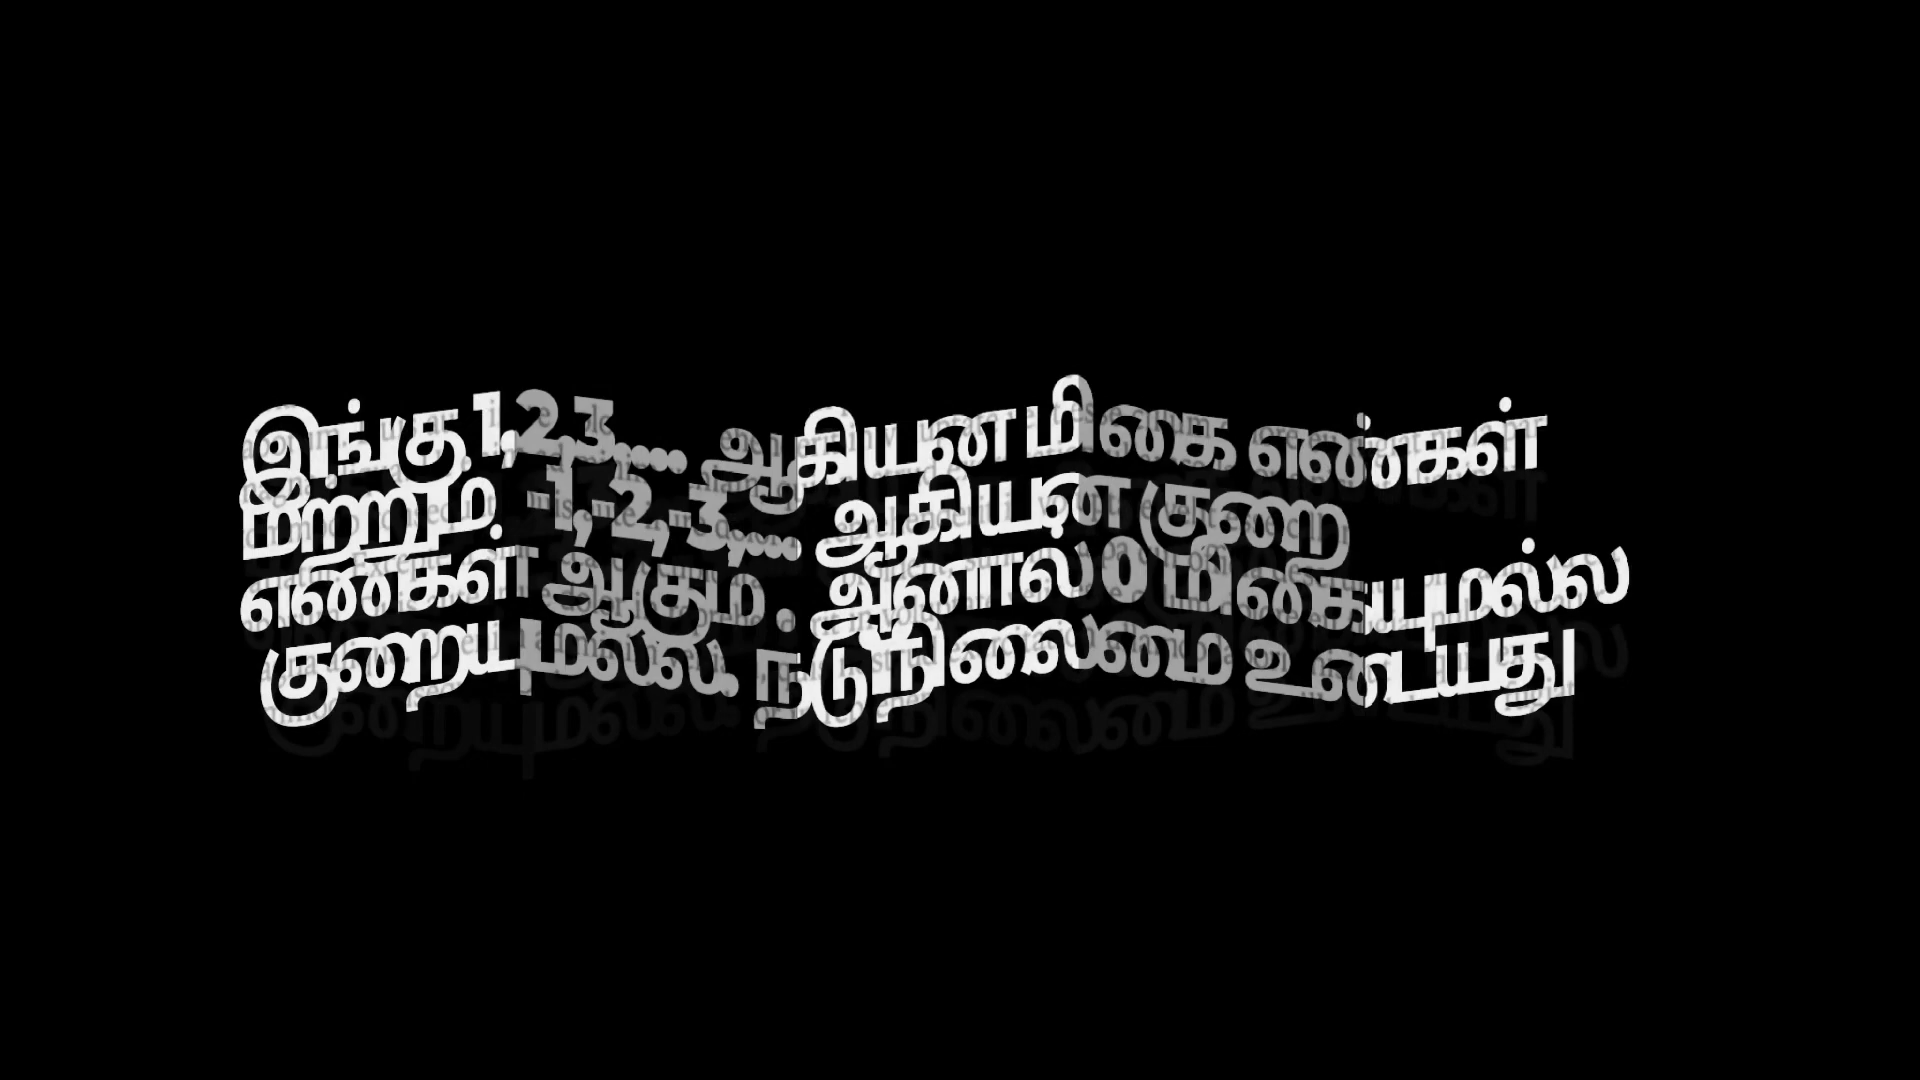 இங்கு 1,2,3,.... ஆகியன மிகை எண்கள்
மற்றும் -1,-2,-3,.... ஆகியன குறை
எண்கள் ஆகும் . ஆனால் 0 மிகையுமல்ல
குறையுமல்ல. நடுநிலைமை உடையது